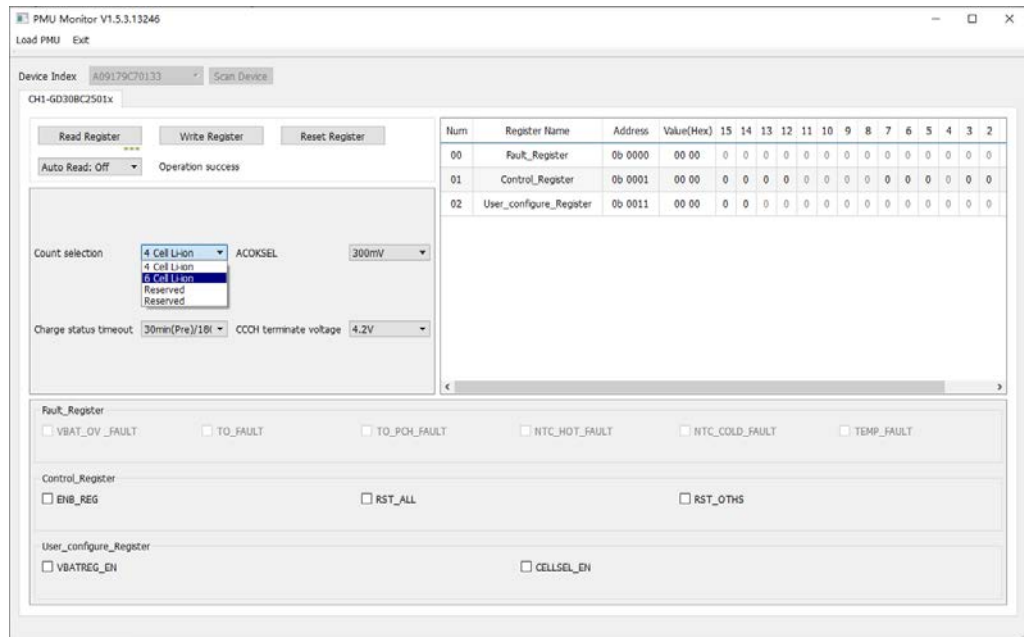 PMU Monitor V1.5.3.13246
Load PMU Exit
Device Index A09179C70133 Scan Device
CH1-GD30BC2501x
Read Register Write Register Reset Register
Auto Read: Off Operation success
Count selection 4 Cell Li-ion ACOKSEL 300mV
4 Cell Li-ion
6 Cell Li-ion
Reserved
Reserved
Charge status timeout 30min(Pre)/18( CCCH terminate voltage 4.2V
Num Register Name Address Value(Hex) 15 14 13 12 11 10 9 8 7 6 5 4 3 2
00 Fault_Register 0b 0000 00 00 0 0 0 0 0 0 0 0 0 0 0 0 0 0
01 Control_Register 0b 0001 00 00 0 0 0 0 0 0 0 0 0 0 0 0 0 0
02 User_configure_Register 0b 0011 00 00 0 0 0 0 0 0 0 0 0 0 0 0 0 0
Fault_Register
VBAT_OV _FAULT TO_FAULT TO_PCH_FAULT NTC_HOT_FAULT NTC_COLD_FAULT TEMP_FAULT
Control_Register
ENB_REG RST_ALL RST_OTHS
User_configure_Register
VBATREG_EN CELLSEL_EN